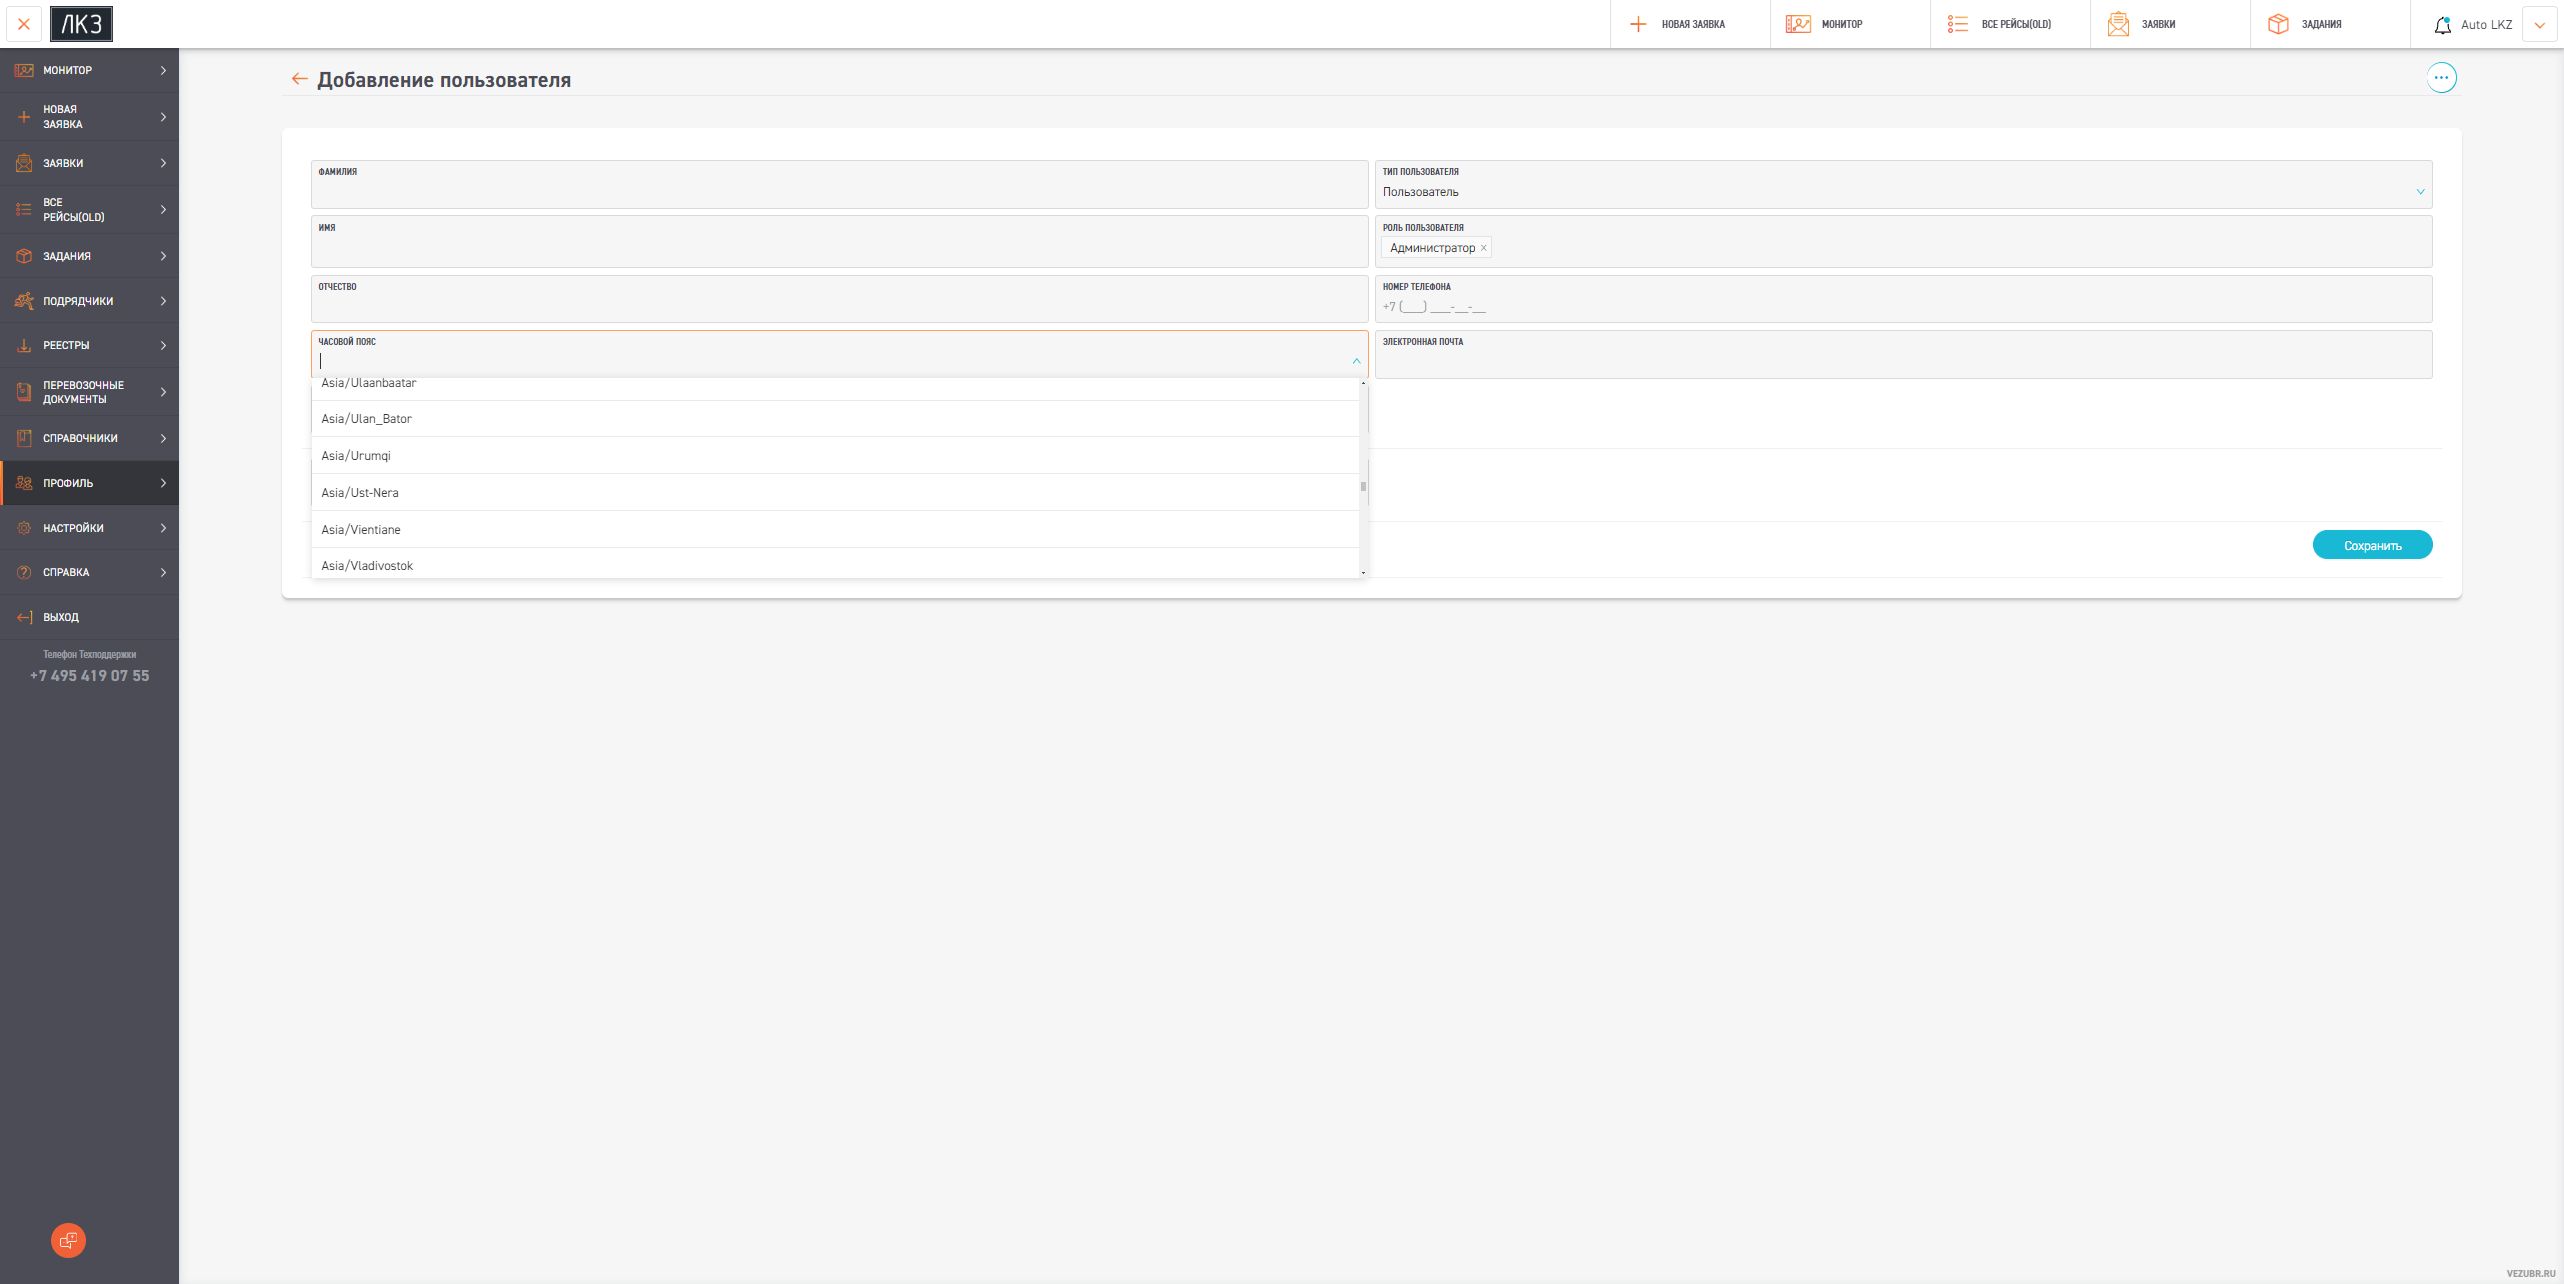 ЛКЗ
НОВАЯ ЗАЯВКА
МОНИТОР
ВСЕ РЕЙСЫ(OLD)
ЗАЯВКИ
ЗАДАНИЯ
Auto LKZ
МОНИТОР
НОВАЯ
ЗАЯВКА
ЗАЯВКИ
ВСЕ
РЕЙСЫ(OLD)
ЗАДАНИЯ
ПОДРЯДЧИКИ
РЕЕСТРЫ
ПЕРЕВОЗОЧНЫЕ
ДОКУМЕНТЫ
СПРАВОЧНИКИ
ПРОФИЛЬ
НАСТРОЙКИ
СПРАВКА
ВЫХОД
Телефон Техподдержки
+7 495 419 07 55
Добавление пользователя
ФАМИЛИЯ
ТИП ПОЛЬЗОВАТЕЛЯ
Пользователь
ИМЯ
РОЛЬ ПОЛЬЗОВАТЕЛЯ
Администратор ×
ОТЧЕСТВО
НОМЕР ТЕЛЕФОНА
+7 (___) ___-__-__
ЧАСОВОЙ ПОЯС
ЭЛЕКТРОННАЯ ПОЧТА
Asia/Ulaanbaatar
Asia/Ulan_Bator
Asia/Urumqi
Asia/Ust-Nera
Asia/Vientiane
Asia/Vladivostok
Сохранить
VEZUBR.RU